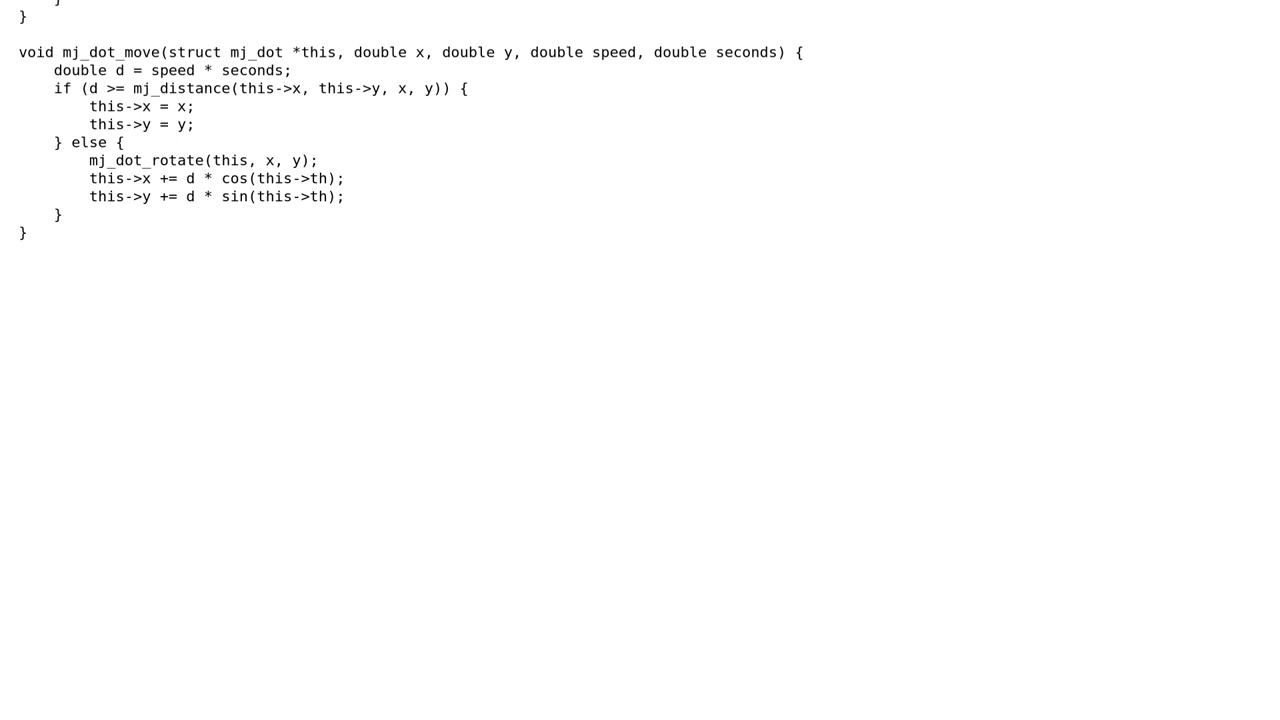 }
}

void mj_dot_move(struct mj_dot *this, double x, double y, double speed, double seconds) {
    double d = speed * seconds;
    if (d >= mj_distance(this->x, this->y, x, y)) {
        this->x = x;
        this->y = y;
    } else {
        mj_dot_rotate(this, x, y);
        this->x += d * cos(this->th);
        this->y += d * sin(this->th);
    }
}